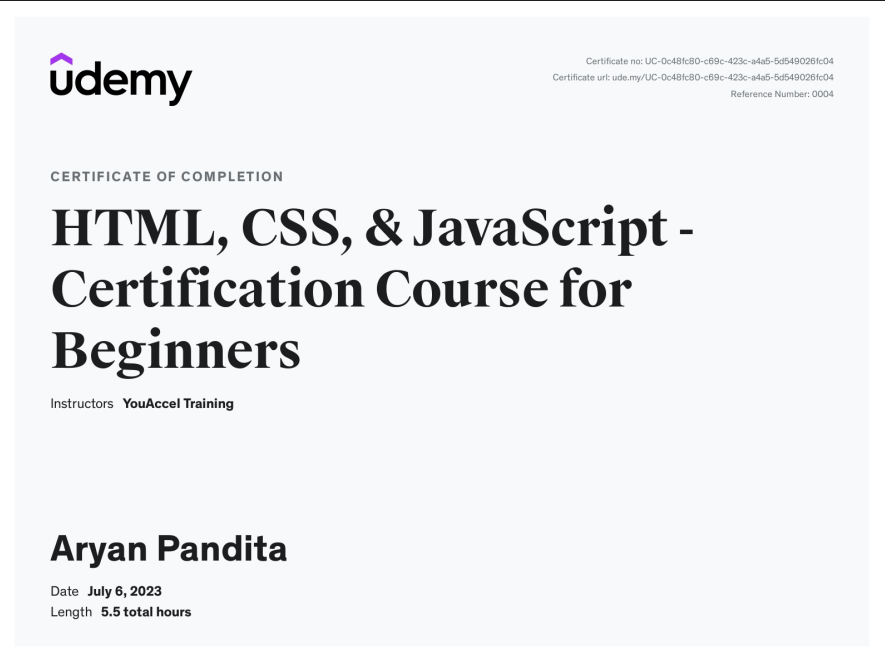 udemy
Certificate no: UC-0c48fc80-c69c-423c-a4a5-5d549026fc04
Certificate url: ude.my/UC-0c48fc80-c69c-423c-a4a5-5d549026fc04
Reference Number: 0004
CERTIFICATE OF COMPLETION
HTML, CSS, & JavaScript -
Certification Course for
Beginners
Instructors YouAccel Training
Aryan Pandita
Date July 6, 2023
Length 5.5 total hours